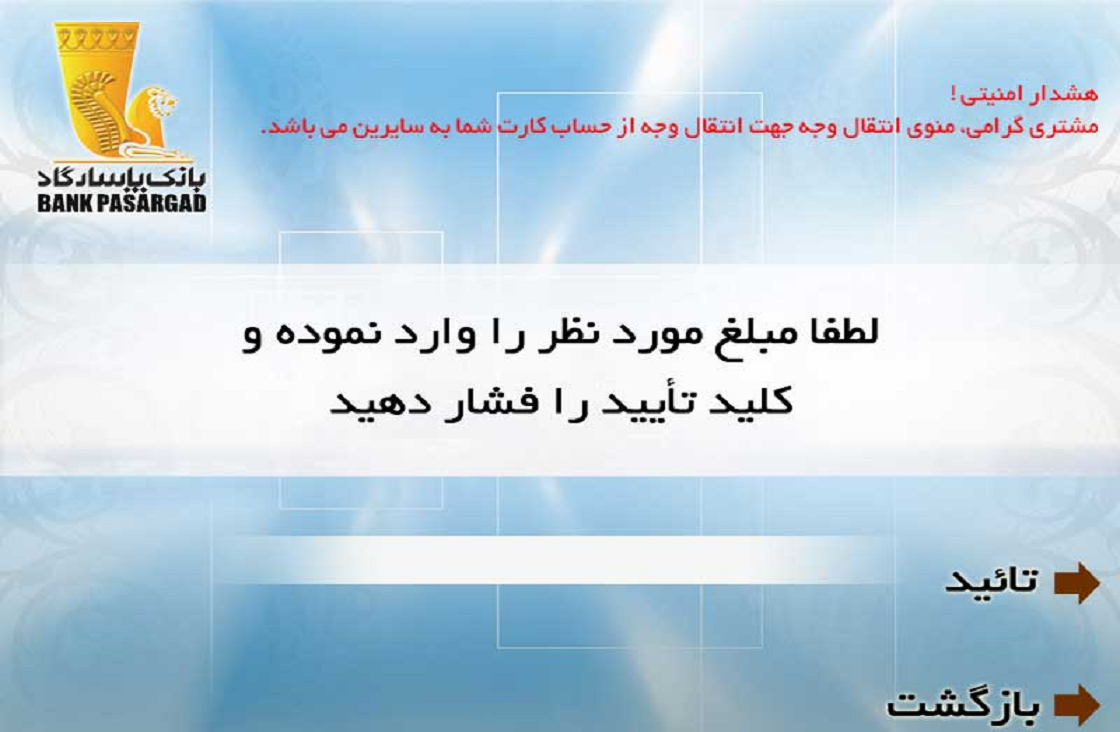 بانک پاسارگاد
BANK PASARGAD
هشدار امنیتی!
مشتری گرامی، منوی انتقال وجه جهت انتقال وجه از حساب کارت شما به سایرین می باشد.
لطفا مبلغ مورد نظر را وارد نموده و
کلید تأیید را فشار دهید
تائید
بازگشت